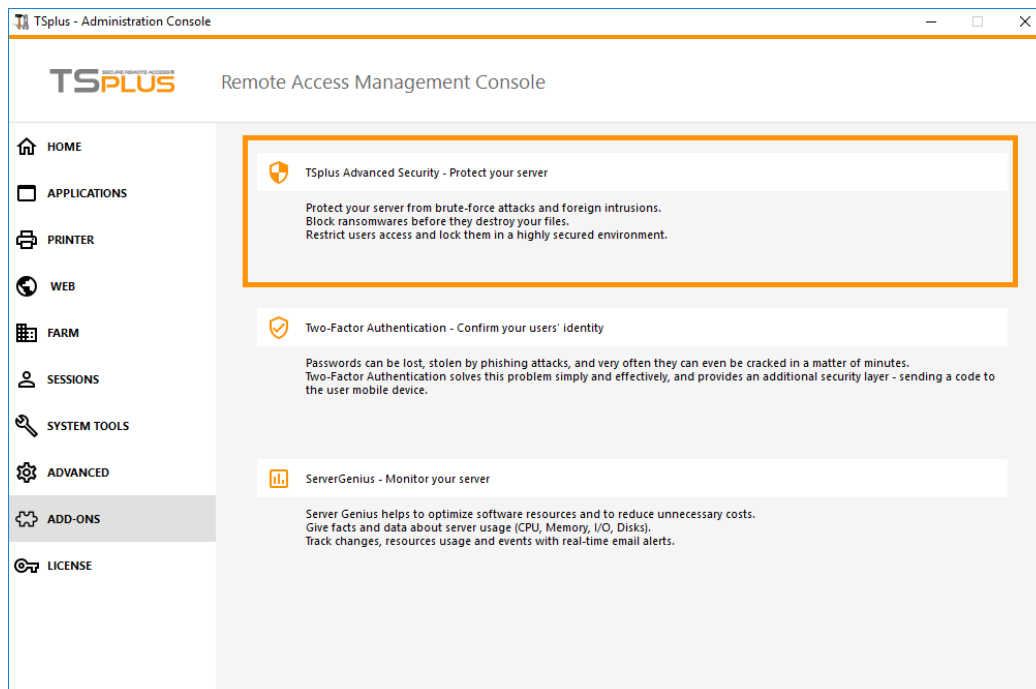 TSplus - Administration Console
TSPLUS
SECURE REMOTE ACCESS
Remote Access Management Console
HOME
APPLICATIONS
PRINTER
WEB
FARM
SESSIONS
SYSTEM TOOLS
ADVANCED
ADD-ONS
LICENSE
TSplus Advanced Security - Protect your server
Protect your server from brute-force attacks and foreign intrusions.
Block ransomwares before they destroy your files.
Restrict users access and lock them in a highly secured environment.
Two-Factor Authentication - Confirm your users' identity
Passwords can be lost, stolen by phishing attacks, and very often they can even be cracked in a matter of minutes.
Two-Factor Authentication solves this problem simply and effectively, and provides an additional security layer - sending a code to
the user mobile device.
ServerGenius - Monitor your server
Server Genius helps to optimize software resources and to reduce unnecessary costs.
Give facts and data about server usage (CPU, Memory, I/O, Disks).
Track changes, resources usage and events with real-time email alerts.